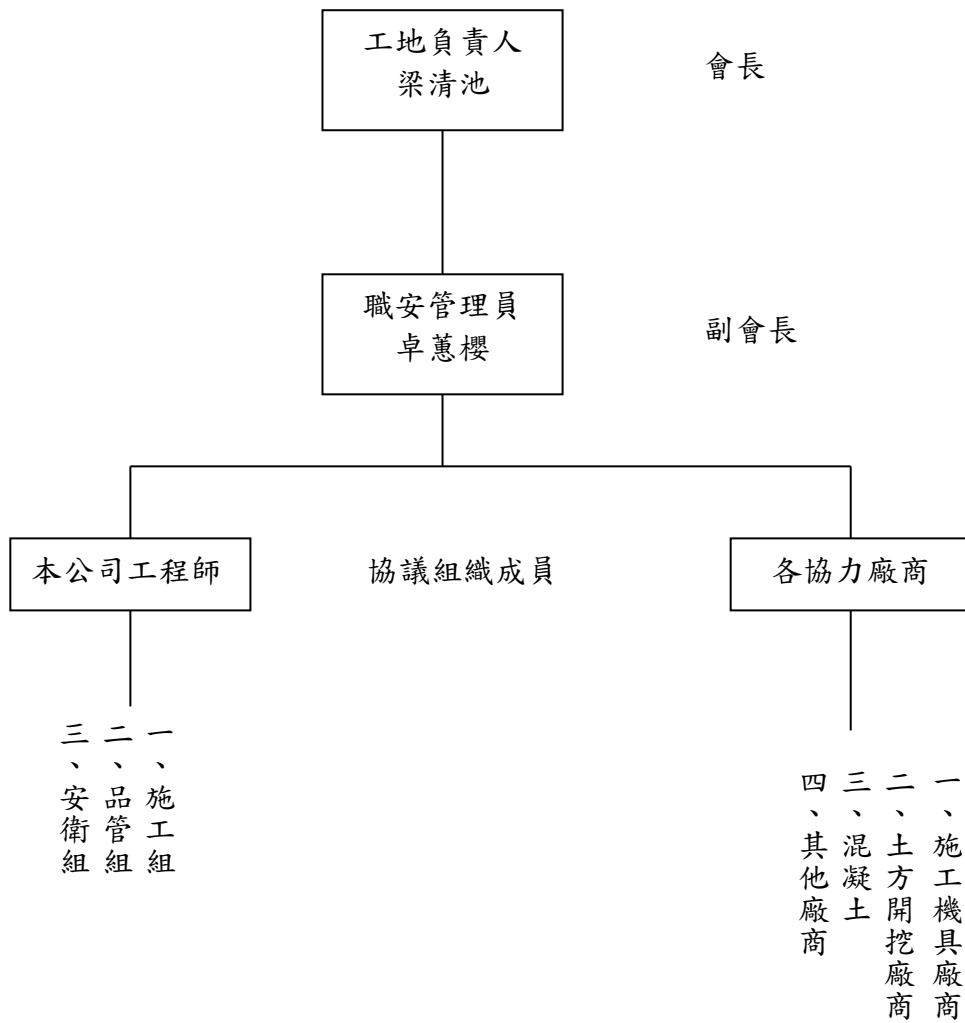 工地負責人
梁清池
會長
職安管理員
卓蕙櫻
副會長
本公司工程師
協議組織成員
各協力廠商
一、施工組
二、品管組
三、安衛組
一、施工機具廠商
二、土方開挖廠商
三、混凝土
四、其他廠商